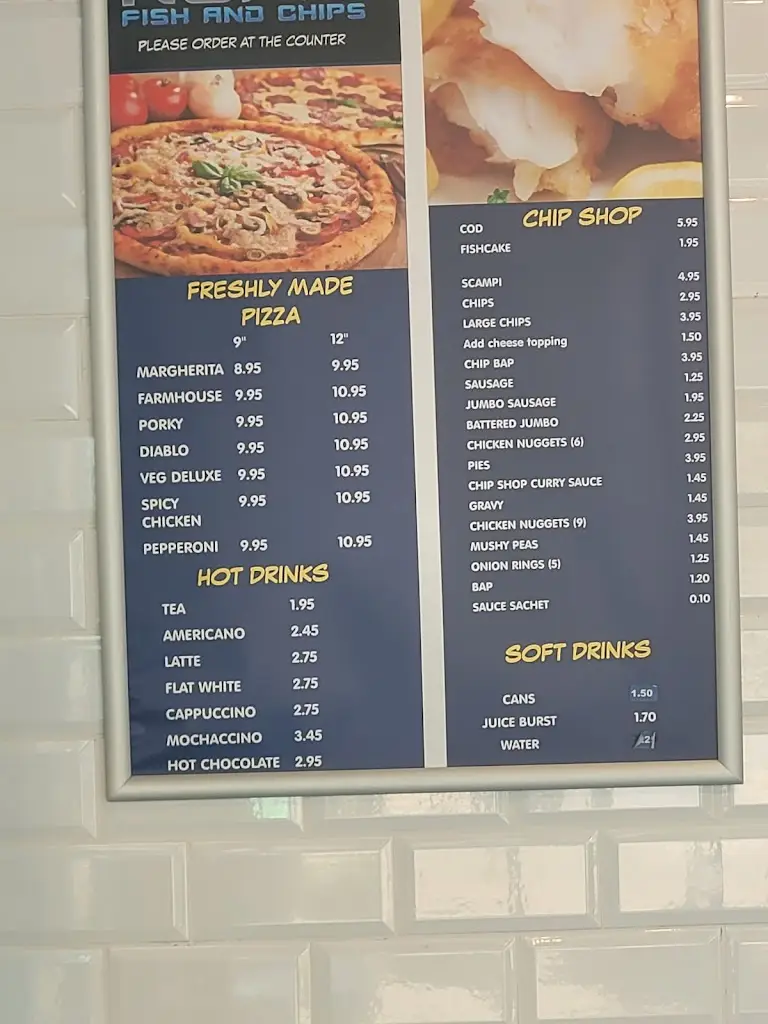 FISH AND CHIPS
PLEASE ORDER AT THE COUNTER
FRESHLY MADE
PIZZA
9" 12"
MARGHERITA 8.95 9.95
FARMHOUSE 9.95 10.95
PORKY 9.95 10.95
DIABLO 9.95 10.95
VEG DELUXE 9.95 10.95
SPICY 9.95 10.95
CHICKEN
PEPPERONI 9.95 10.95
HOT DRINKS
TEA 1.95
AMERICANO 2.45
LATTE 2.75
FLAT WHITE 2.75
CAPPUCCINO 2.75
MOCHACCINO 3.45
HOT CHOCOLATE 2.95
CHIP SHOP
COD 5.95
FISHCAKE 1.95
SCAMPI 4.95
CHIPS 2.95
LARGE CHIPS 3.95
Add cheese topping 1.50
CHIP BAP 3.95
SAUSAGE 1.25
JUMBO SAUSAGE 1.95
BATTERED JUMBO 2.25
CHICKEN NUGGETS (6) 2.95
PIES 3.95
CHIP SHOP CURRY SAUCE 1.45
GRAVY 1.45
CHICKEN NUGGETS (9) 3.95
MUSHY PEAS 1.45
ONION RINGS (5) 1.25
BAP 1.20
SAUCE SACHET 0.10
SOFT DRINKS
CANS 1.50
JUICE BURST 1.70
WATER